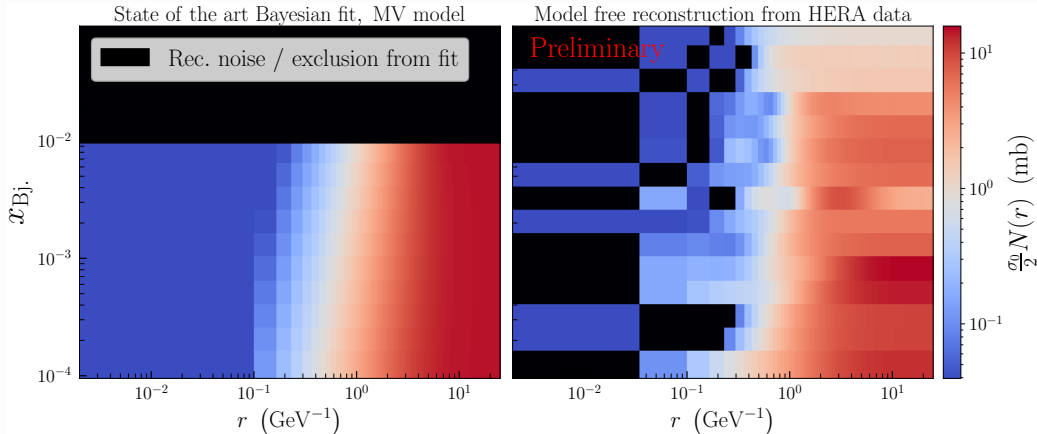 State of the art Bayesian fit, MV model
Model free reconstruction from HERA data
Rec. noise / exclusion from fit
Preliminary
x_Bj.
10^−2
10^−3
10^−4
10^−2 10^−1 10^0 10^1
r (GeV^−1)
10^−2 10^−1 10^0 10^1
r (GeV^−1)
10^1
10^0
10^−1
σ_0/2 N(r) (mb)